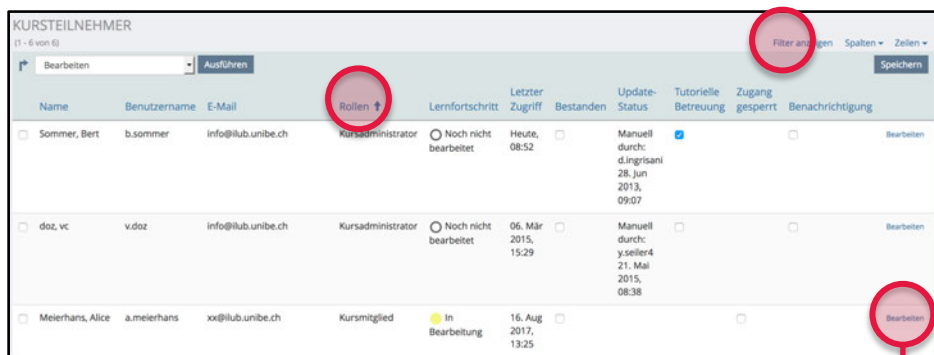 KURSTEILNEHMER
(1 - 6 von 6)
Filter anzeigen Spalten Zeilen
Bearbeiten Ausführen Speichern
Name Benutzername E-Mail Rollen Lernfortschritt Letzter Zugriff Bestanden Update-Status Tutorielle Betreuung Zugang gesperrt Benachrichtigung
Sommer, Bert b.sommer info@ilub.unibe.ch Kursadministrator Noch nicht bearbeitet Heute, 08:52 Manuell durch: d.ingrisani 28. Jun 2013, 09:07 Bearbeiten
doz, vc v.doz info@ilub.unibe.ch Kursadministrator Noch nicht bearbeitet 06. Mär 2015, 15:29 Manuell durch: y.seiler4 21. Mai 2015, 08:38 Bearbeiten
Meierhans, Alice a.meierhans xx@ilub.unibe.ch Kursmitglied In Bearbeitung 16. Aug 2017, 13:25 Bearbeiten